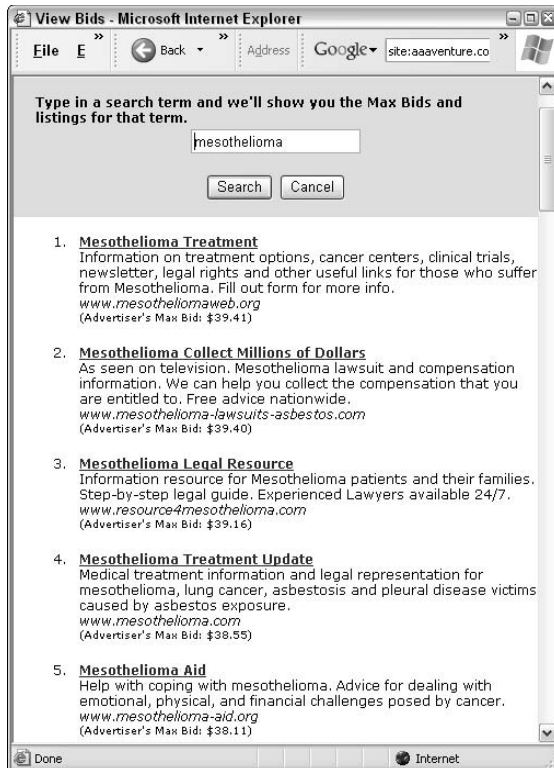 View Bids - Microsoft Internet Explorer
File E » Back » Address Google site:aaaventure.co »
Type in a search term and we'll show you the Max Bids and
listings for that term.
mesothelioma
Search Cancel
1. Mesothelioma Treatment
Information on treatment options, cancer centers, clinical trials,
newsletter, legal rights and other useful links for those who suffer
from Mesothelioma. Fill out form for more info.
www.mesotheliomaweb.org
(Advertiser's Max Bid: $39.41)
2. Mesothelioma Collect Millions of Dollars
As seen on television. Mesothelioma lawsuit and compensation
information. We can help you collect the compensation that you
are entitled to. Free advice nationwide.
www.mesothelioma-lawsuits-asbestos.com
(Advertiser's Max Bid: $39.40)
3. Mesothelioma Legal Resource
Information resource for Mesothelioma patients and their families.
Step-by-step legal guide. Experienced Lawyers available 24/7.
www.resource4mesothelioma.com
(Advertiser's Max Bid: $39.16)
4. Mesothelioma Treatment Update
Medical treatment information and legal representation for
mesothelioma, lung cancer, asbestosis and pleural disease victims
caused by asbestos exposure.
www.mesothelioma.com
(Advertiser's Max Bid: $38.55)
5. Mesothelioma Aid
Help with coping with mesothelioma. Advice for dealing with
emotional, physical, and financial challenges posed by cancer.
www.mesothelioma-aid.org
(Advertiser's Max Bid: $38.11)
Done Internet